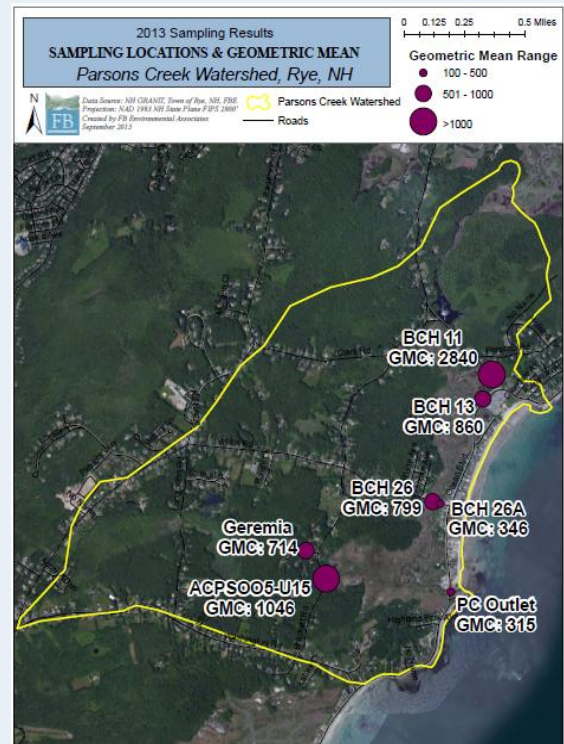 2013 Sampling Results
SAMPLING LOCATIONS & GEOMETRIC MEAN
Parsons Creek Watershed, Rye, NH
0 0.125 0.25 0.5 Miles
Geometric Mean Range
100 - 500
501 - 1000
>1000
N
FB
Data Source: NH GRANIT, Town of Rye, NH, FBE
Projection: NAD 1983 NH State Plane FIPS 2800'
Created by FB Environmental Associates
September 2013
Parsons Creek Watershed
Roads
BCH 11
GMC: 2840
BCH 13
GMC: 860
BCH 26
GMC: 799
BCH 26A
GMC: 346
Geremia
GMC: 714
ACPSOO5-U15
GMC: 1046
PC Outlet
GMC: 315